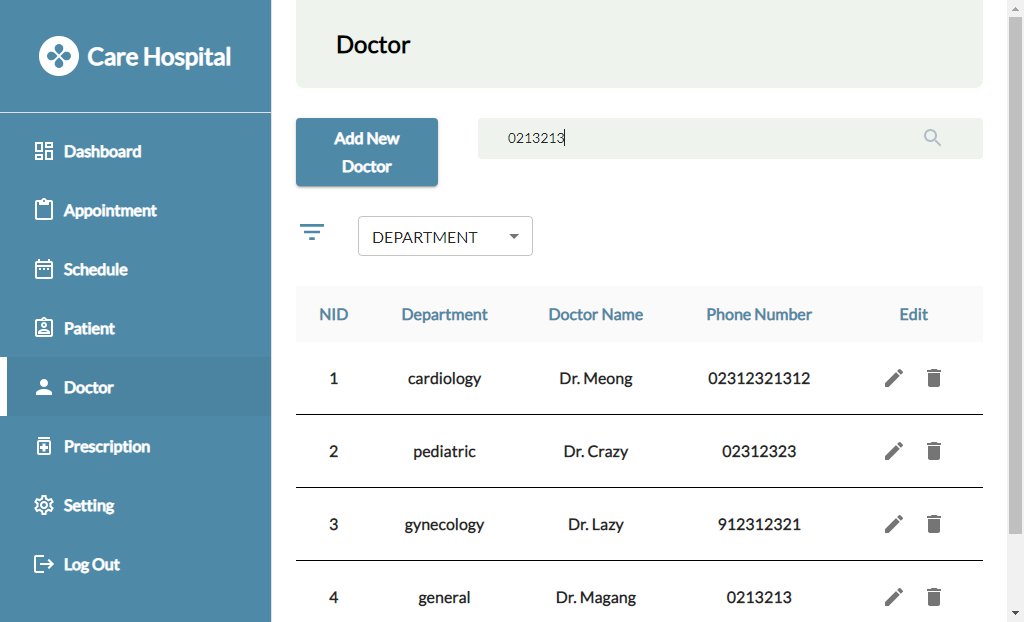 Care Hospital
Dashboard
Appointment
Schedule
Patient
Doctor
Prescription
Setting
Log Out
Doctor
Add New
Doctor
0213213
DEPARTMENT
NID Department Doctor Name Phone Number Edit
1 cardiology Dr. Meong 02312321312
2 pediatric Dr. Crazy 02312323
3 gynecology Dr. Lazy 912312321
4 general Dr. Magang 0213213